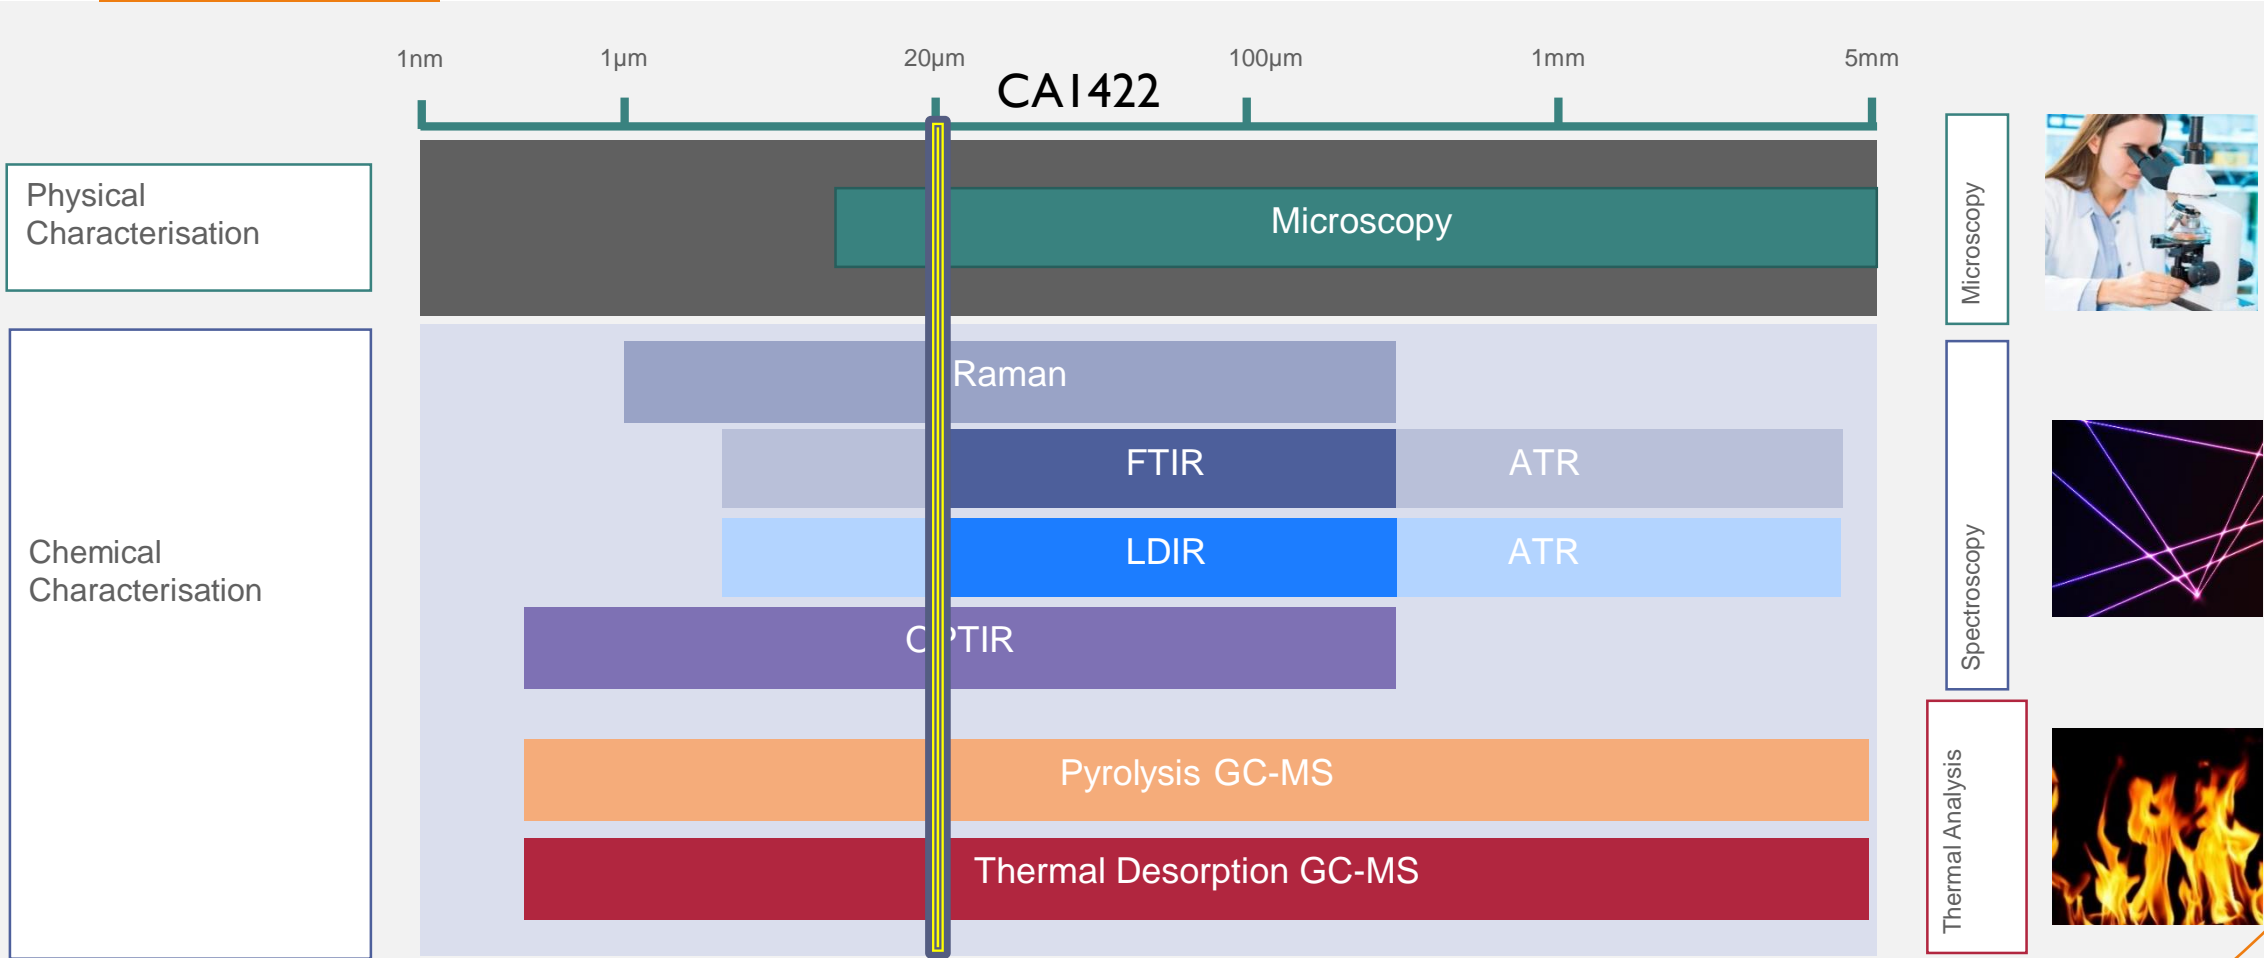 1nm
1µm
20µm
100µm
1mm
5mm
CA1422
Physical
Characterisation
Microscopy
Microscopy
Raman
FTIR
ATR
LDIR
ATR
Chemical
Characterisation
Spectroscopy
Pyrolysis GC-MS
Thermal Desorption GC-MS
Thermal Analysis